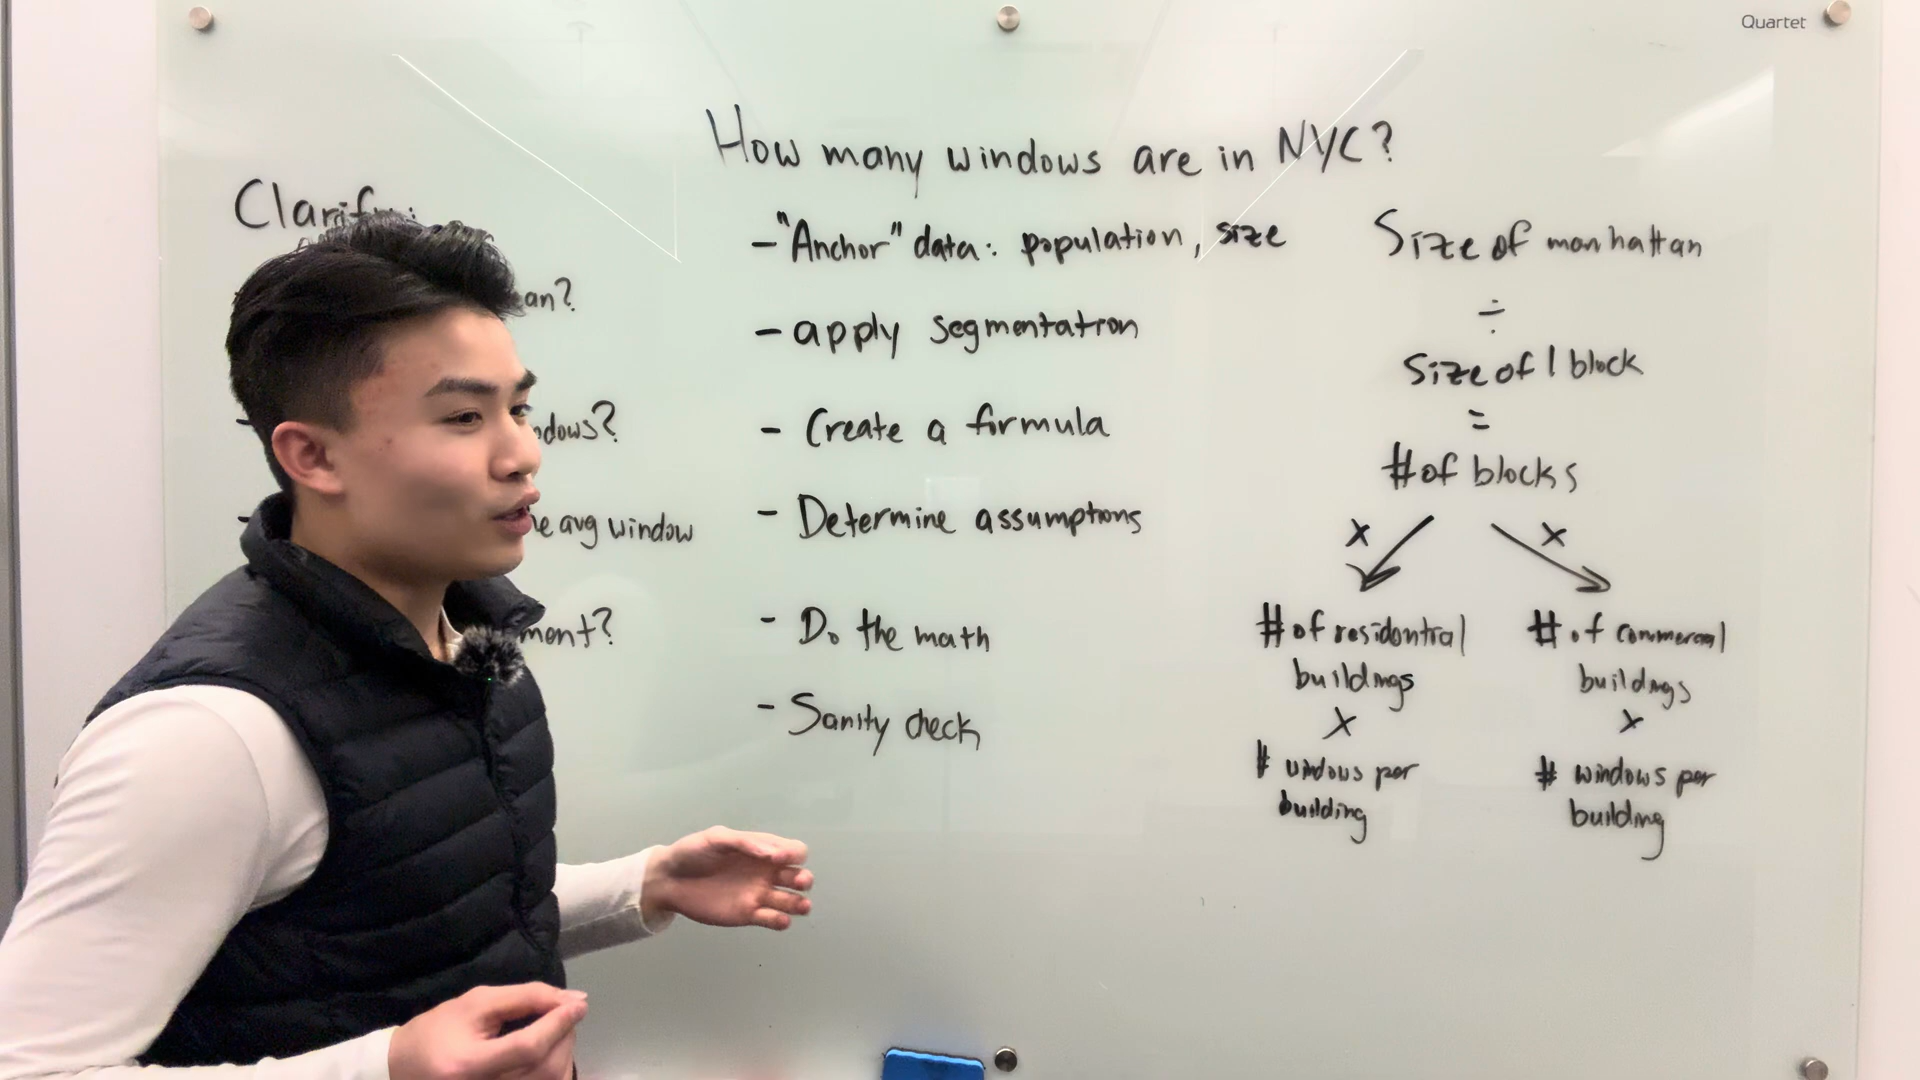 Quartet
How many windows are in NYC?
Clarify:
an?
dows?
avg window
ment?
- "Anchor" data: population, size
- apply segmentation
- Create a formula
- Determine assumptions
- Do the math
- Sanity check
Size of manhattan
÷
Size of 1 block
=
# of blocks
x x
# of residential
buildings
x
# windows per
building
# of commercial
buildings
x
# windows per
building